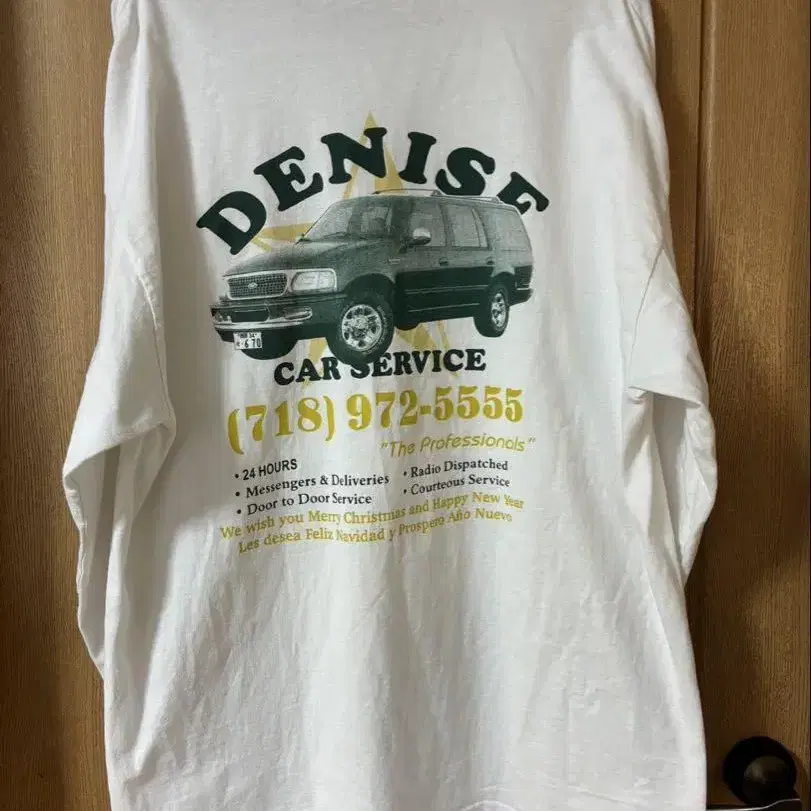 DENISE
CAR SERVICE
(718) 972-5555
"The Professionals"
• 24 HOURS
• Messengers & Deliveries
• Door to Door Service
• Radio Dispatched
• Courteous Service
We wish you Merry Christmas and Happy New Year
Les desea Feliz Navidad y Prospero Año Nuevo